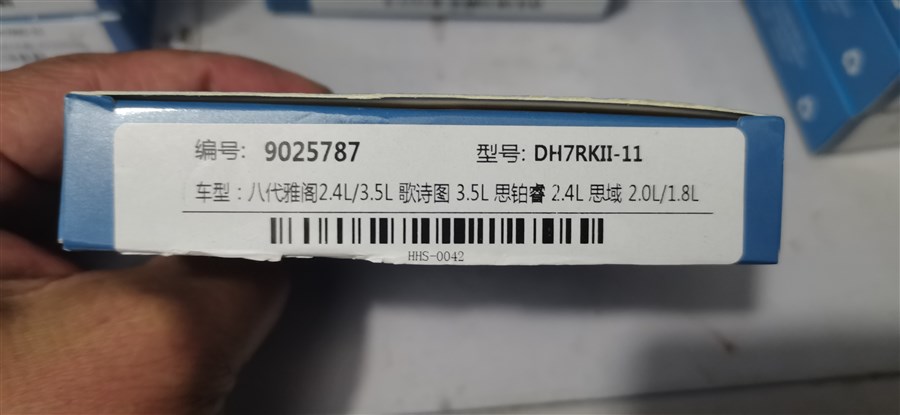 编号: 9025787 型号: DH7RKII-11
车型：八代雅阁2.4L/3.5L 歌诗图 3.5L 思铂睿 2.4L 思域 2.0L/1.8L
HHS-0042